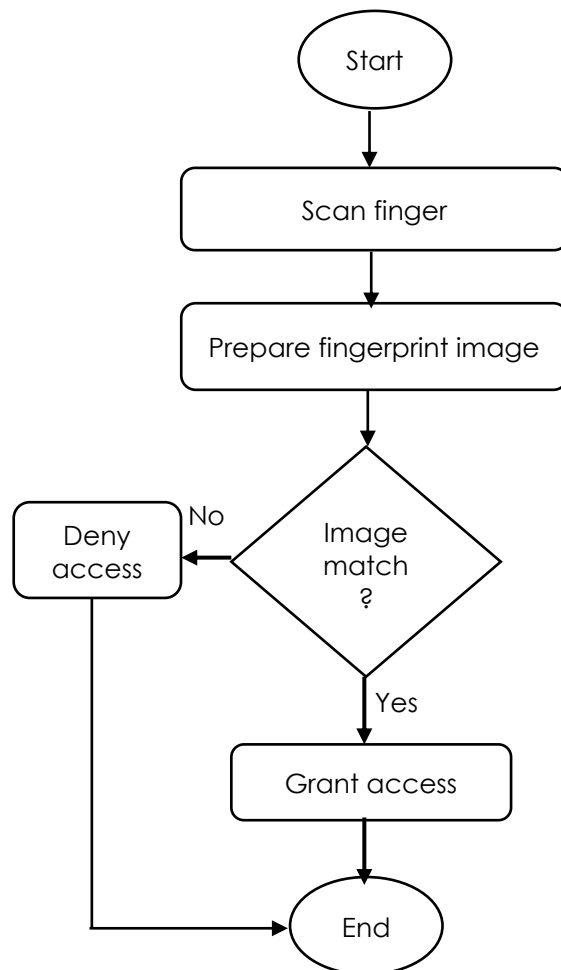 Start
Scan finger
Prepare fingerprint image
No
Deny
access
Image
match
?
Yes
Grant access
End